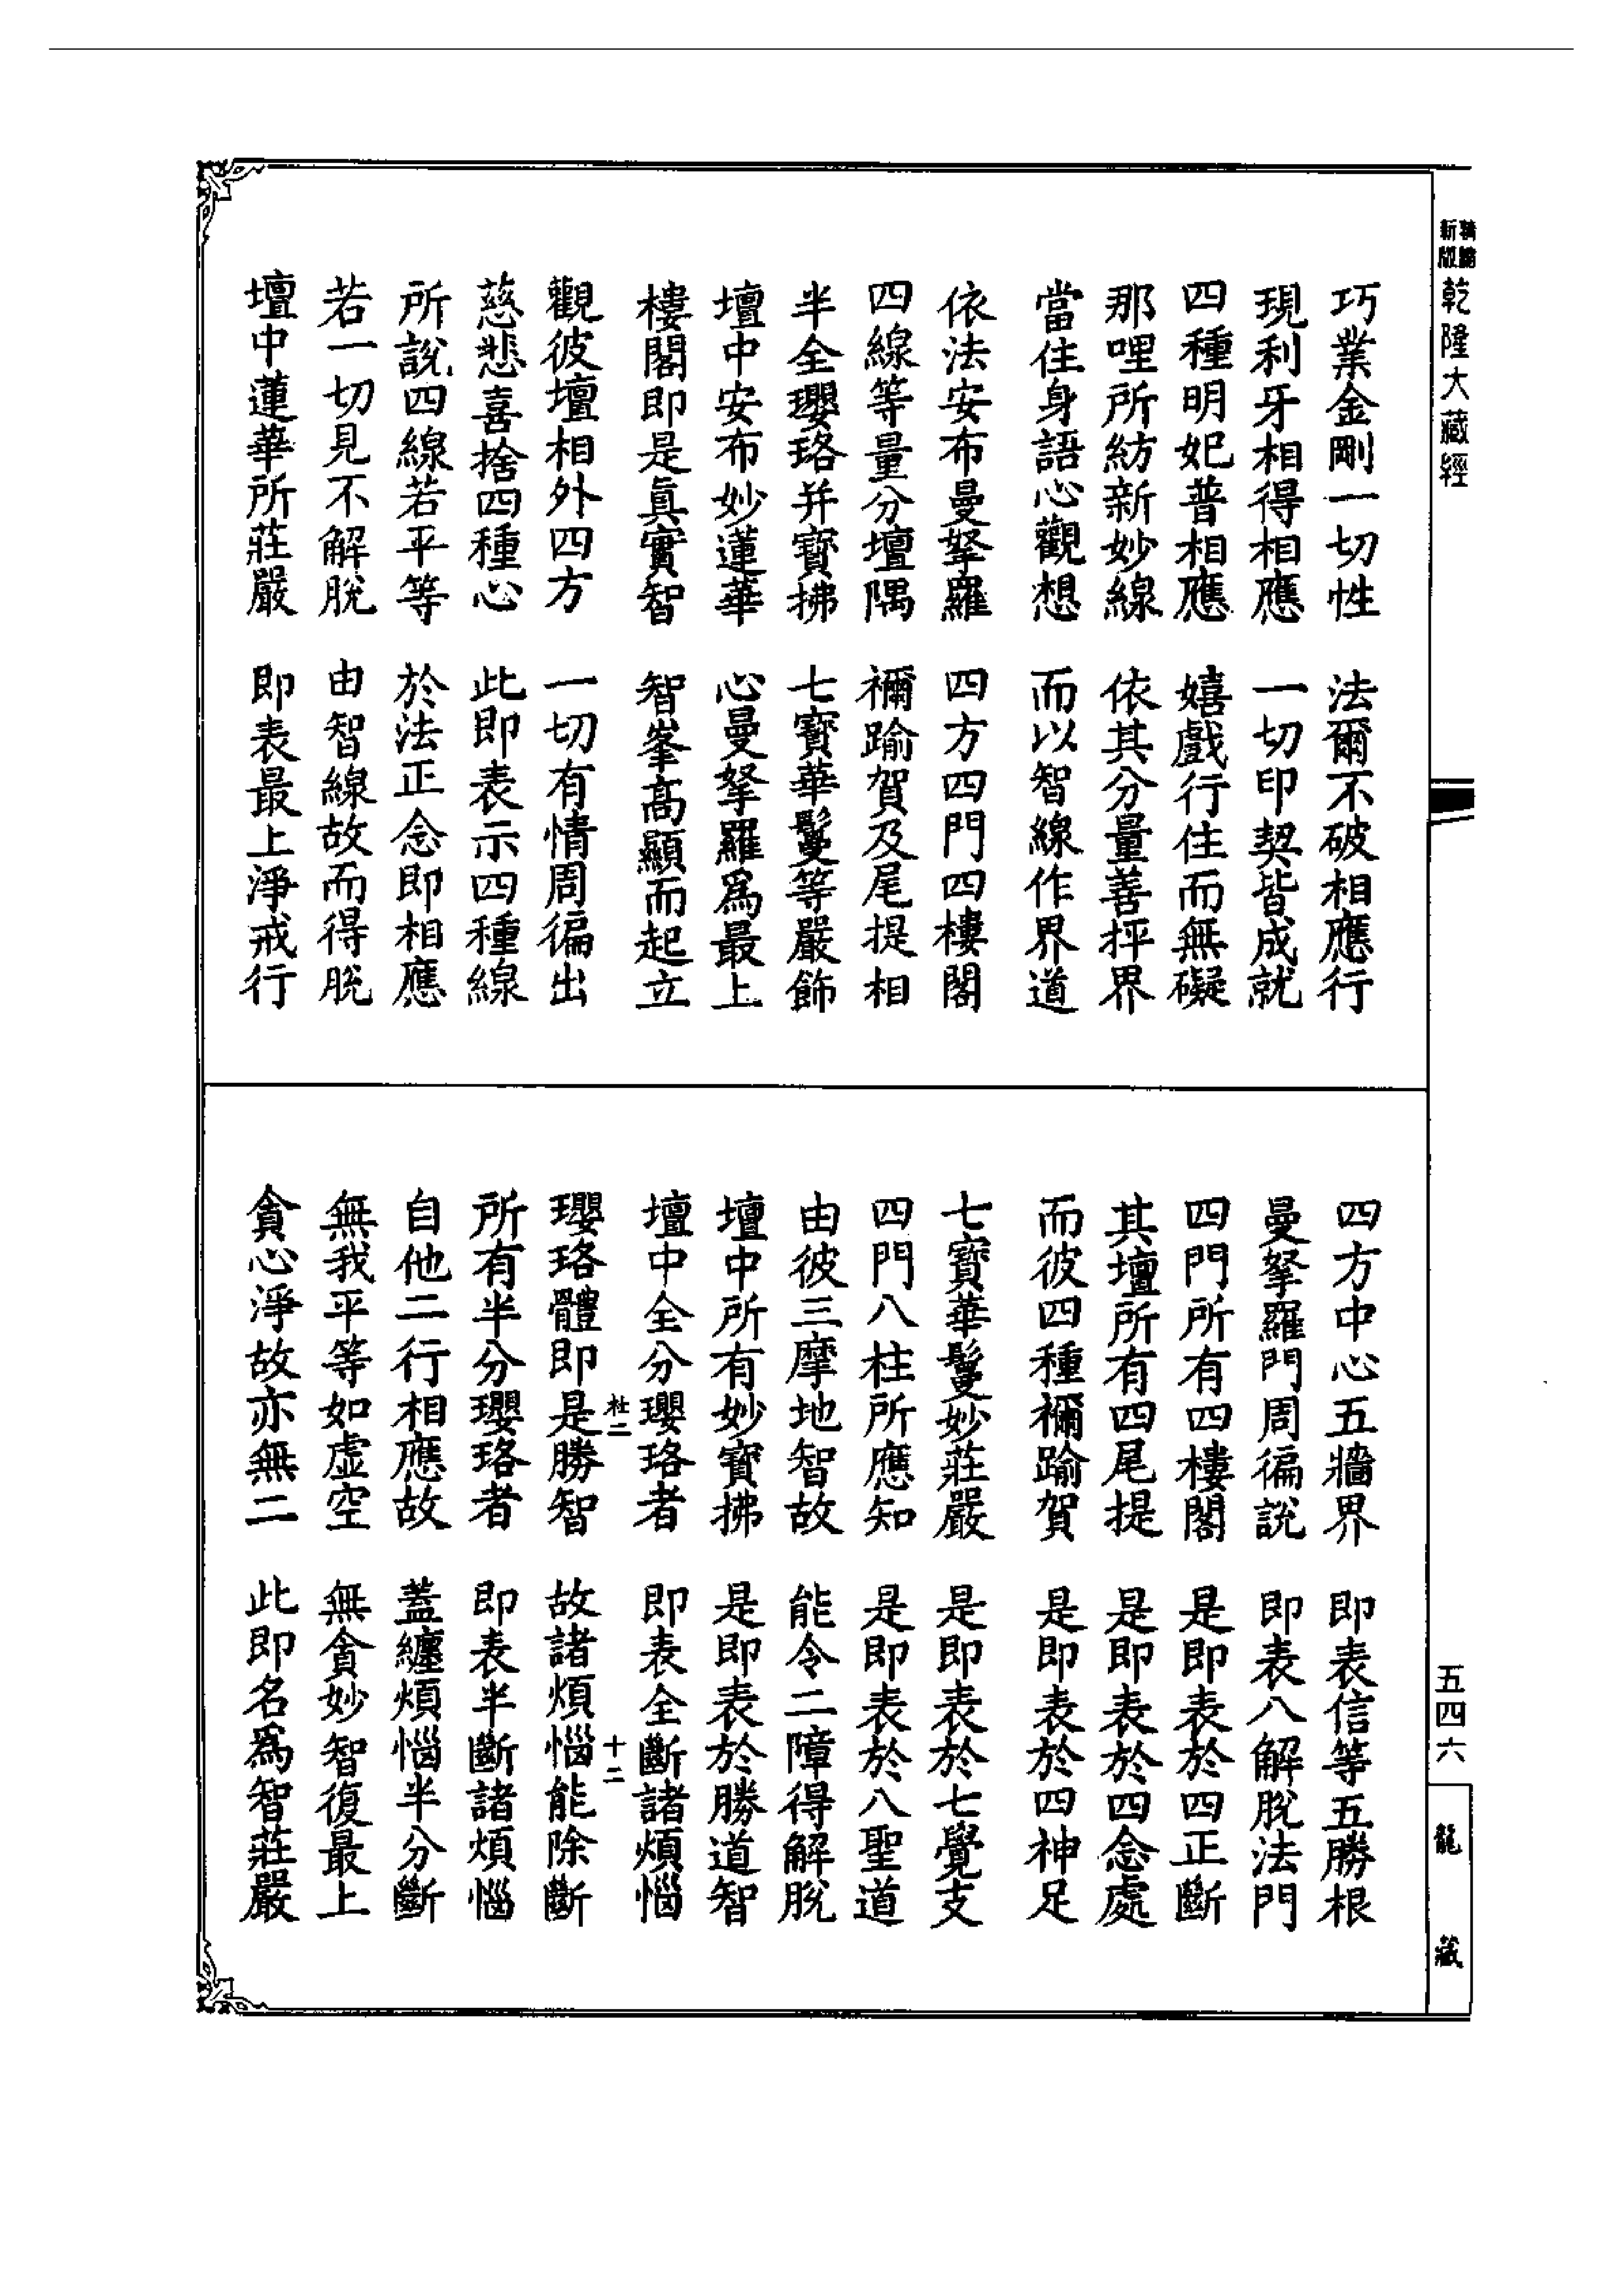 新編
新版
乾隆大藏經
巧業金剛一切性　法爾不破相應行
現利牙相得相應　一切印契皆成就
四種明妃普相應　嬉戲行住而無礙
那哩所紡新妙線　依其分量善抨界
當住身語心觀想　而以智線作界道
依法安布曼拏羅　四方四門四樓閣
四線等量分壇隅　禰踰賀及尾提相
半全瓔珞并寶拂　七寶華鬘等嚴飾
壇中安布妙蓮華　心曼拏羅爲最上
樓閣即是真實智　智峯高顯而起立
觀彼壇相外四方　一切有情周徧出
慈悲喜捨四種心　此即表示四種線
所說四線若平等　於法正念即相應
若一切見不解脫　由智線故而得脫
壇中蓮華所莊嚴　即表最上淨戒行
四方中心五牆界　即表信等五勝根
曼拏羅門周徧說　即表八解脫法門
四門所有四樓閣　是即表於四正斷
其壇所有四尾提　是即表於四念處
而彼四種禰踰賀　是即表於四神足
七寶華鬘妙莊嚴　是即表於七覺支
四門八柱所應知　是即表於八聖道
由彼三摩地智故　能令二障得解脫
壇中所有妙寶拂　是即表於勝道智
壇中全分瓔珞者　即表全斷諸煩惱
杜二　十二
瓔珞體即是勝智　故諸煩惱能除斷
所有半分瓔珞者　即表半斷諸煩惱
自他二行相應故　蓋纏煩惱半分斷
無我平等如虛空　無貪妙智復最上
貪心淨故亦無二　此即名爲智莊嚴
五四六
龍藏